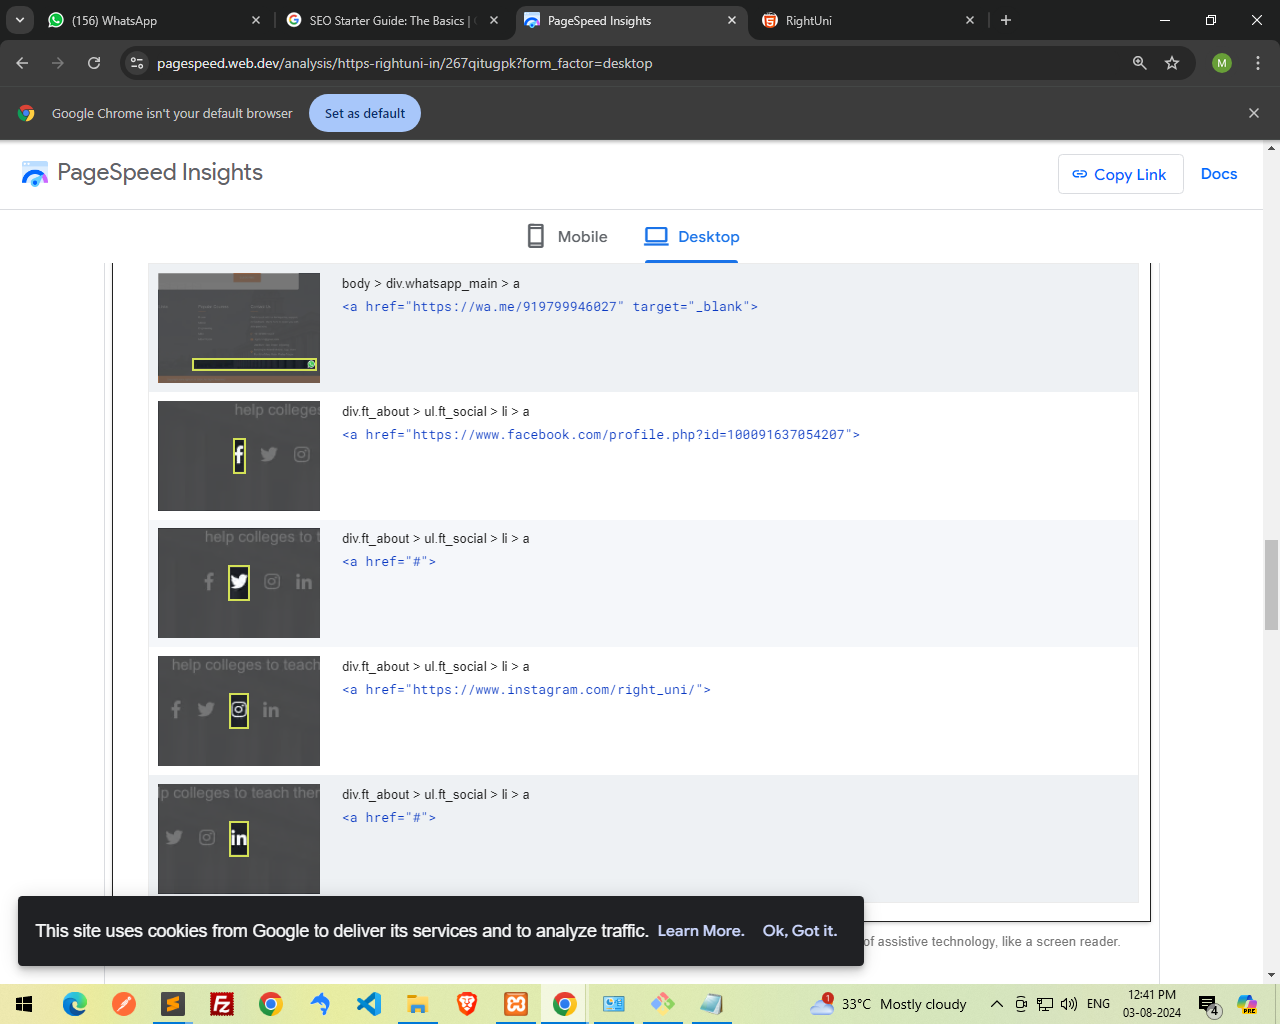 (156) WhatsApp
SEO Starter Guide: The Basics |
PageSpeed Insights
RightUni
pagespeed.web.dev/analysis/https-rightuni-in/267qitugpk?form_factor=desktop
M
Google Chrome isn't your default browser
Set as default
PageSpeed Insights
Copy Link
Docs
Mobile
Desktop
body > div.whatsapp_main > a
<a href="https://wa.me/919799946027" target="_blank">
help colleges
div.ft_about > ul.ft_social > li > a
<a href="https://www.facebook.com/profile.php?id=100091637054207">
help colleges to t
div.ft_about > ul.ft_social > li > a
<a href="#">
help colleges to teach
div.ft_about > ul.ft_social > li > a
<a href="https://www.instagram.com/right_uni/">
lp colleges to teach ther
div.ft_about > ul.ft_social > li > a
<a href="#">
This site uses cookies from Google to deliver its services and to analyze traffic. Learn More. Ok, Got it.
of assistive technology, like a screen reader.
1
33°C Mostly cloudy
ENG
12:41 PM
03-08-2024
4
PRE